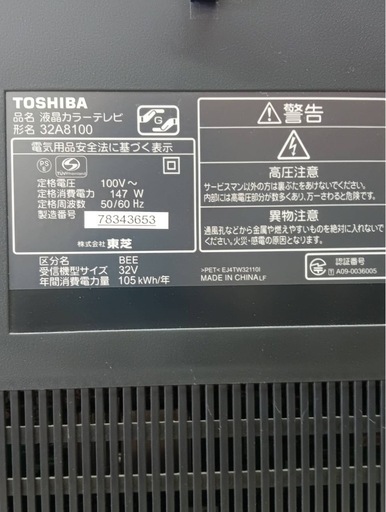 TOSHIBA
品名 液晶カラーテレビ
形名 32A8100
G
電気用品安全法に基づく表示
PS
E
S
TÜVRheinland
定格電圧 100V～
定格消費電力 147 W
定格周波数 50/60 Hz
製造番号 78343653
株式会社 東芝
区分名 BEE
受信機型サイズ 32V
年間消費電力量 105 kWh/年
警告
高圧注意
サービスマン以外の方は裏ぶたをあけないでください。
内部には高電圧部分が数多くあり、万一さわると危険です。
異物注意
通風孔などから金属や燃えやすいものを絶対に入れな
いでください。火災・感電の原因になります。
認証番号
A09-0036005
>PET< EJ4TW32110I
MADE IN CHINA LF